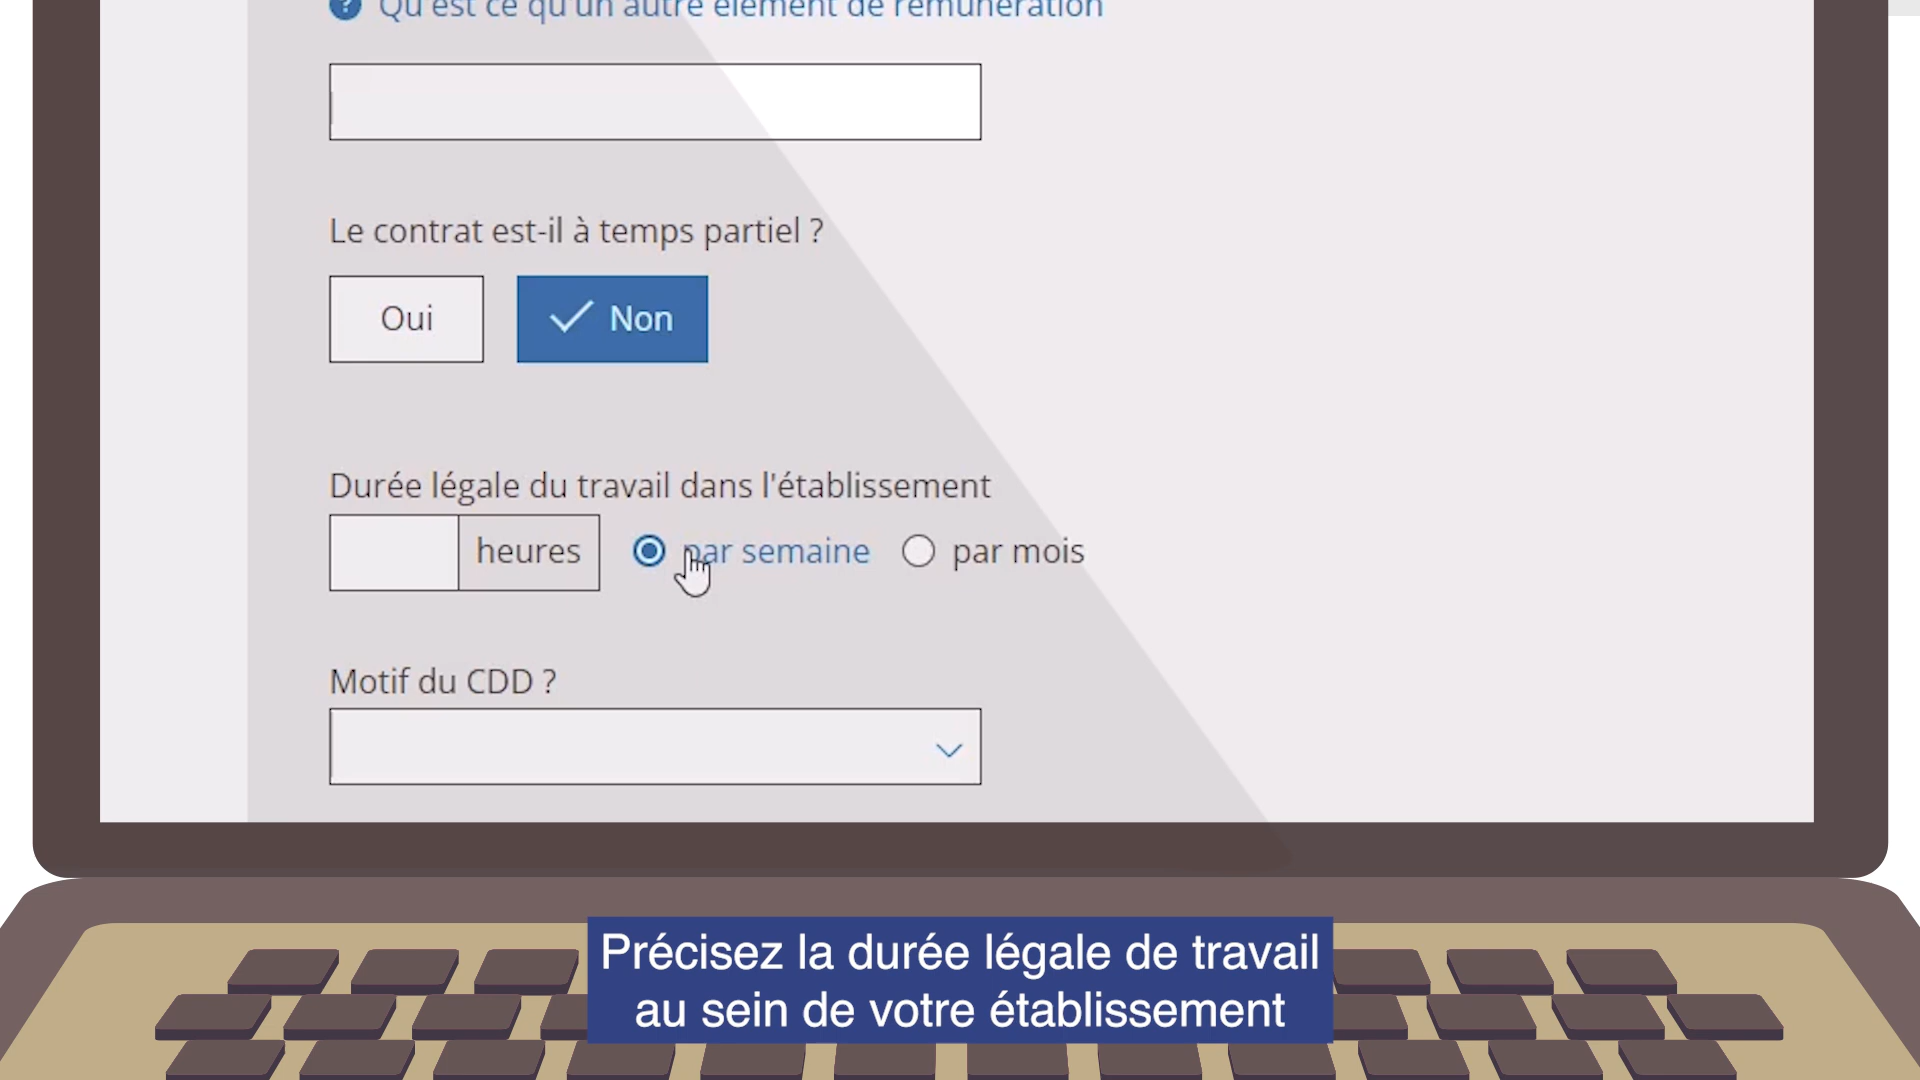 ? Qu'est ce qu'un autre élément de rémunération
Le contrat est-il à temps partiel ?
Oui Non
Durée légale du travail dans l'établissement
heures par semaine par mois
Motif du CDD ?
Précisez la durée légale de travail
au sein de votre établissement